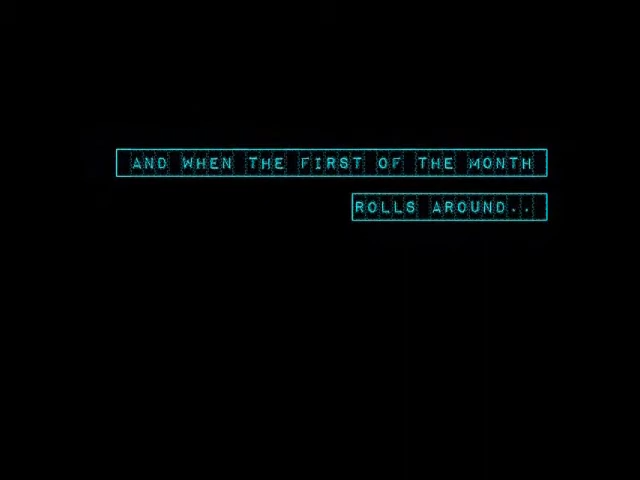 AND WHEN THE FIRST OF THE MONTH
ROLLS AROUND..